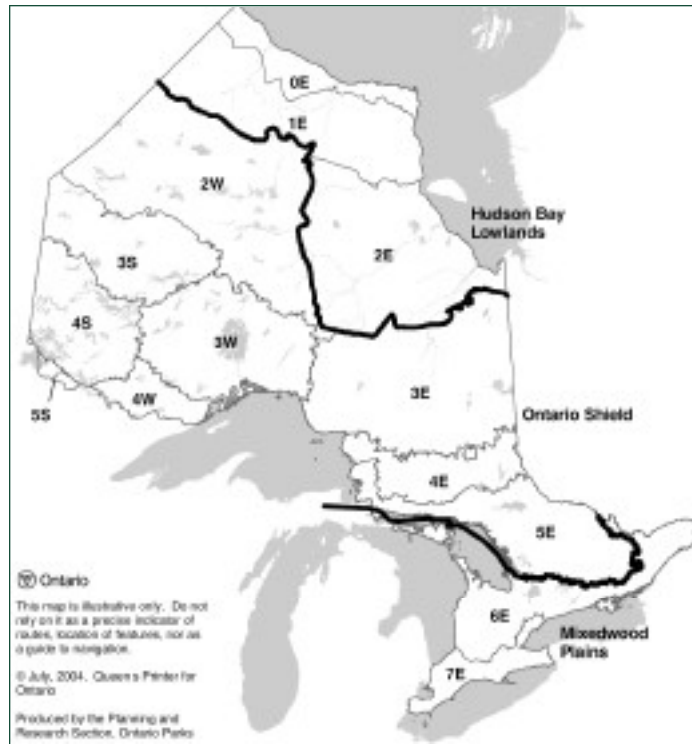 0E
1E
2W
Hudson Bay
Lowlands
2E
3S
4S
3W
4W
3E
5S
Ontario Shield
4E
5E
Ontario
This map is illustrative only. Do not
rely on it as a precise indicator of
routes, location of features, nor as
a guide to navigation.
6E
Mixedwood
Plains
7E
© July, 2004. Queen's Printer for
Ontario
Produced by the Planning and
Research Section, Ontario Parks